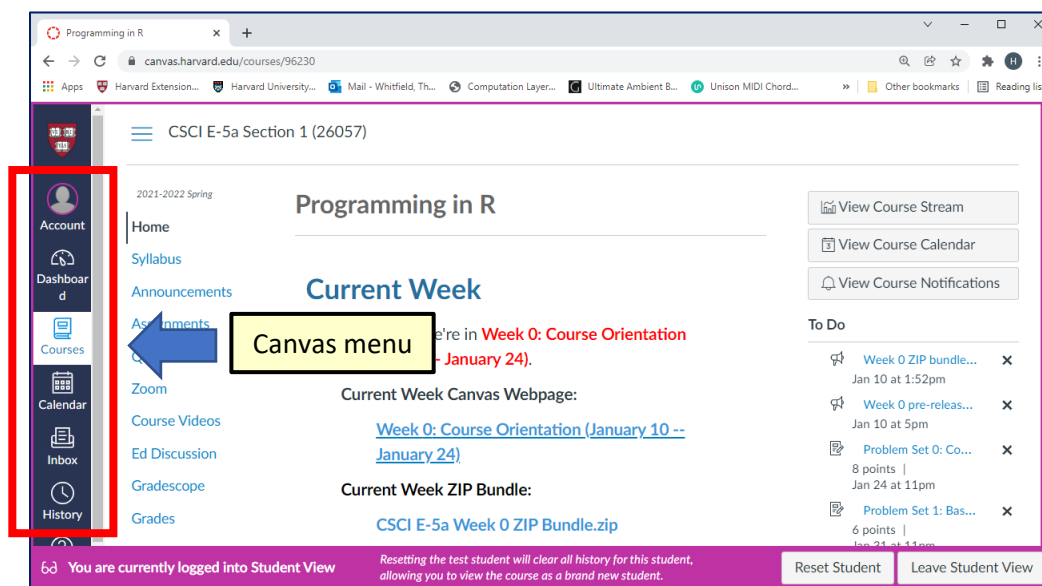 Programming in R
canvas.harvard.edu/courses/96230
H
Apps
Harvard Extension...
Harvard University...
Mail - Whitfield, Th...
Computation Layer...
Ultimate Ambient B...
Unison MIDI Chord...
»
Other bookmarks
Reading lis
CSCI E-5a Section 1 (26057)
Account
Dashboar
d
Courses
Calendar
Inbox
History
2021-2022 Spring
Home
Syllabus
Announcements
Zoom
Course Videos
Ed Discussion
Gradescope
Grades
Canvas menu
Programming in R
Current Week
e're in Week 0: Course Orientation
- January 24).
Current Week Canvas Webpage:
Week 0: Course Orientation (January 10 --
January 24)
Current Week ZIP Bundle:
CSCI E-5a Week 0 ZIP Bundle.zip
View Course Stream
3
View Course Calendar
View Course Notifications
To Do
Week 0 ZIP bundle...
Jan 10 at 1:52pm
Week 0 pre-releas...
Jan 10 at 5pm
Problem Set 0: Co...
8 points |
Jan 24 at 11pm
Problem Set 1: Bas...
6 points |
Jan 31 at 11pm
You are currently logged into Student View
Resetting the test student will clear all history for this student,
allowing you to view the course as a brand new student.
Reset Student
Leave Student View